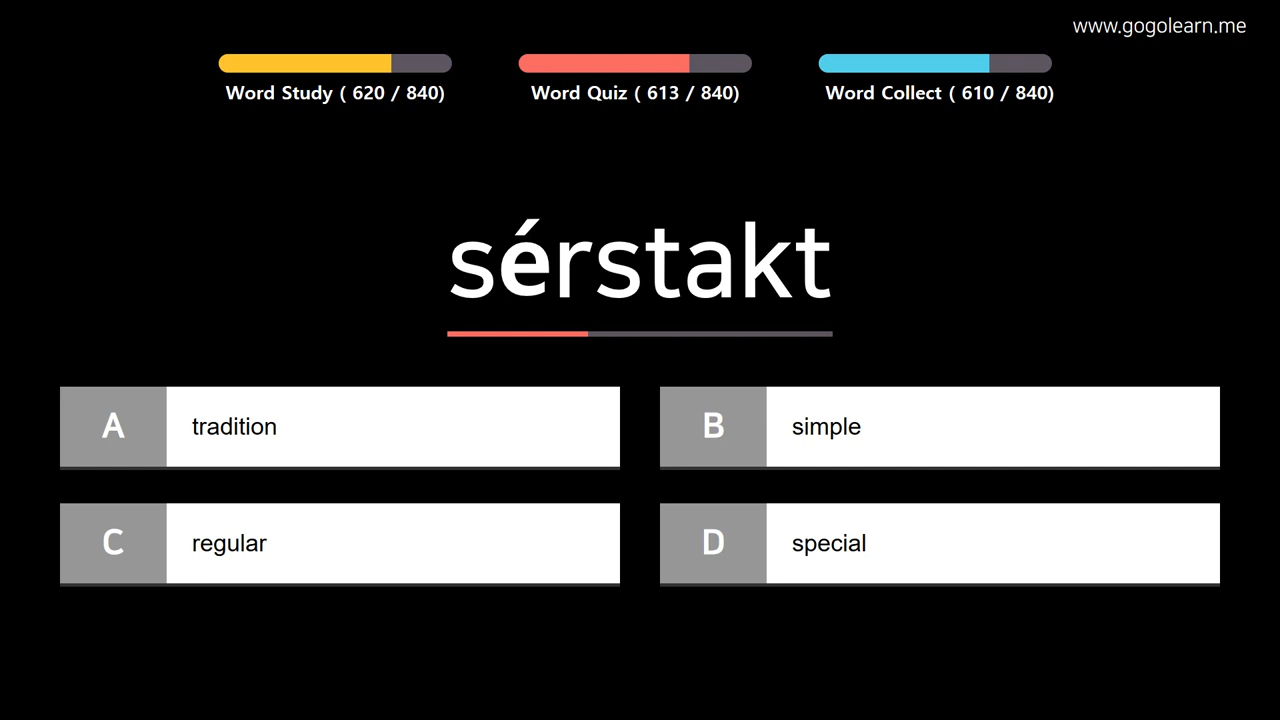 www.gogolearn.me
Word Study ( 620 / 840)
Word Quiz ( 613 / 840)
Word Collect ( 610 / 840)
sérstakt
A tradition
B simple
C regular
D special